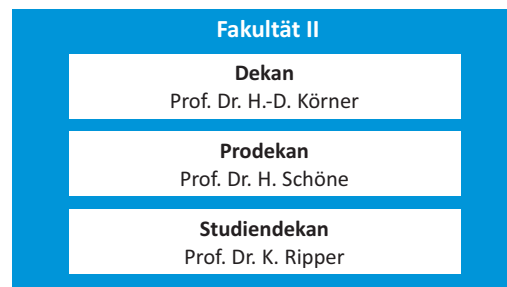 Fakultät II
Dekan
Prof. Dr. H.-D. Körner
Prodekan
Prof. Dr. H. Schöne
Studiendekan
Prof. Dr. K. Ripper